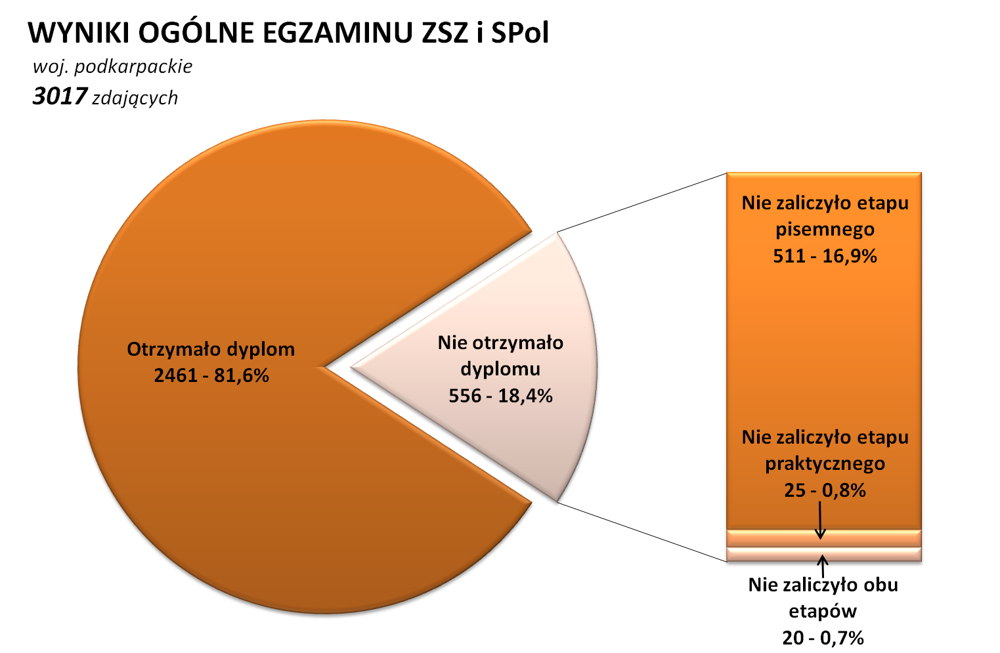 WYNIKI OGÓLNE EGZAMINU ZSZ i SPol
woj. podkarpackie
3017 zdających
Otrzymało dyplom
2461 - 81,6%
Nie otrzymało
dyplomu
556 - 18,4%
Nie zaliczyło etapu
pisemnego
511 - 16,9%
Nie zaliczyło etapu
praktycznego
25 - 0,8%
Nie zaliczyło obu
etapów
20 - 0,7%